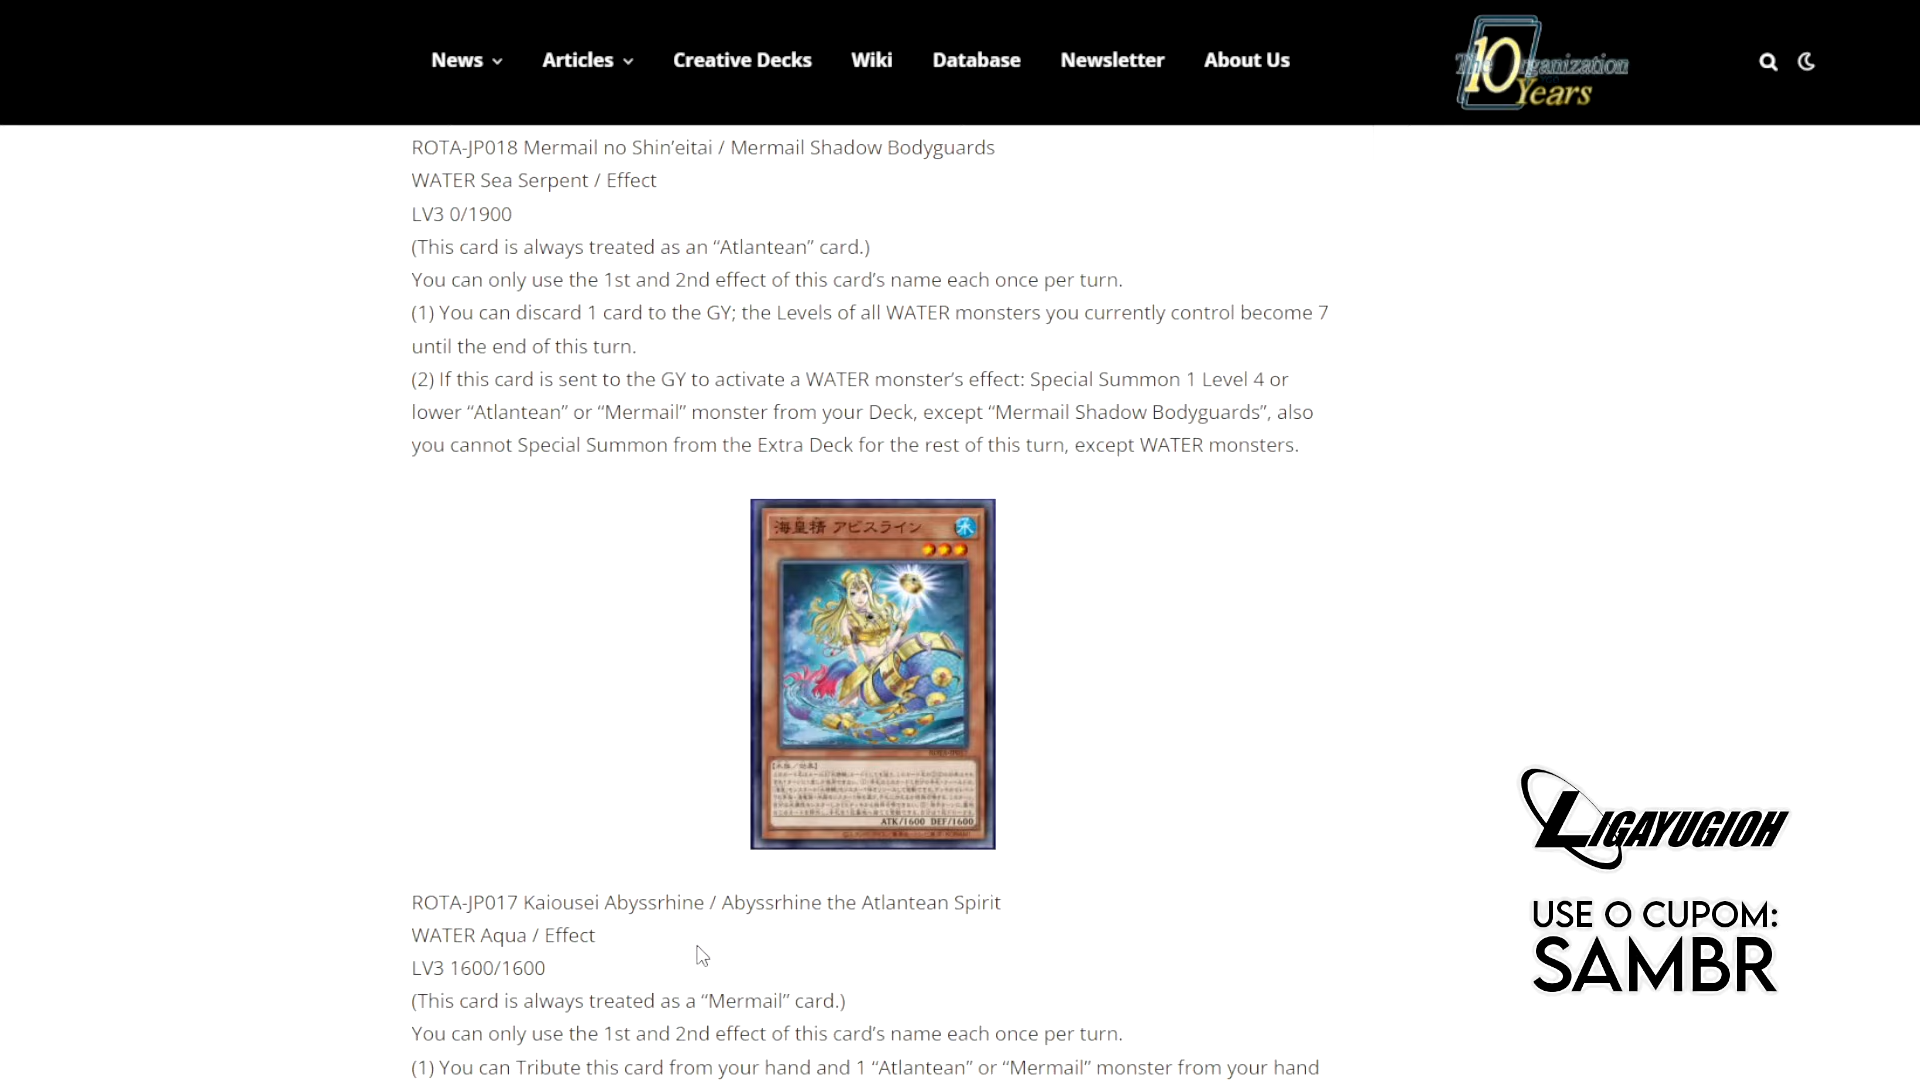 News Articles Creative Decks Wiki Database Newsletter About Us
The 10 Organization
Years
ROTA-JP018 Mermail no Shin’eitai / Mermail Shadow Bodyguards
WATER Sea Serpent / Effect
LV3 0/1900
(This card is always treated as an “Atlantean” card.)
You can only use the 1st and 2nd effect of this card’s name each once per turn.
(1) You can discard 1 card to the GY; the Levels of all WATER monsters you currently control become 7
until the end of this turn.
(2) If this card is sent to the GY to activate a WATER monster’s effect: Special Summon 1 Level 4 or
lower “Atlantean” or “Mermail” monster from your Deck, except “Mermail Shadow Bodyguards”, also
you cannot Special Summon from the Extra Deck for the rest of this turn, except WATER monsters.
海皇精 アビスライン 水
ATK/1600 DEF/1600
ROTA-JP017 Kaiousei Abyssrhine / Abyssrhine the Atlantean Spirit
WATER Aqua / Effect
LV3 1600/1600
(This card is always treated as a “Mermail” card.)
You can only use the 1st and 2nd effect of this card’s name each once per turn.
(1) You can Tribute this card from your hand and 1 “Atlantean” or “Mermail” monster from your hand
LIGAYUGIOH
USE O CUPOM:
SAMBR